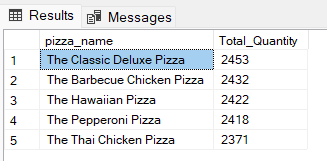 Results Messages
pizza_name Total_Quantity
1 The Classic Deluxe Pizza 2453
2 The Barbecue Chicken Pizza 2432
3 The Hawaiian Pizza 2422
4 The Pepperoni Pizza 2418
5 The Thai Chicken Pizza 2371